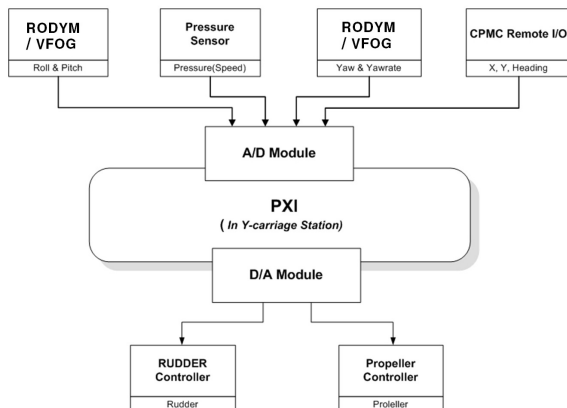 RODYM
/ VFOG
Roll & Pitch
Pressure
Sensor
Pressure(Speed)
RODYM
/ VFOG
Yaw & Yawrate
CPMC Remote I/O
X, Y, Heading
A/D Module
PXI
( In Y-carriage Station)
D/A Module
RUDDER
Controller
Rudder
Propeller
Controller
Proleller